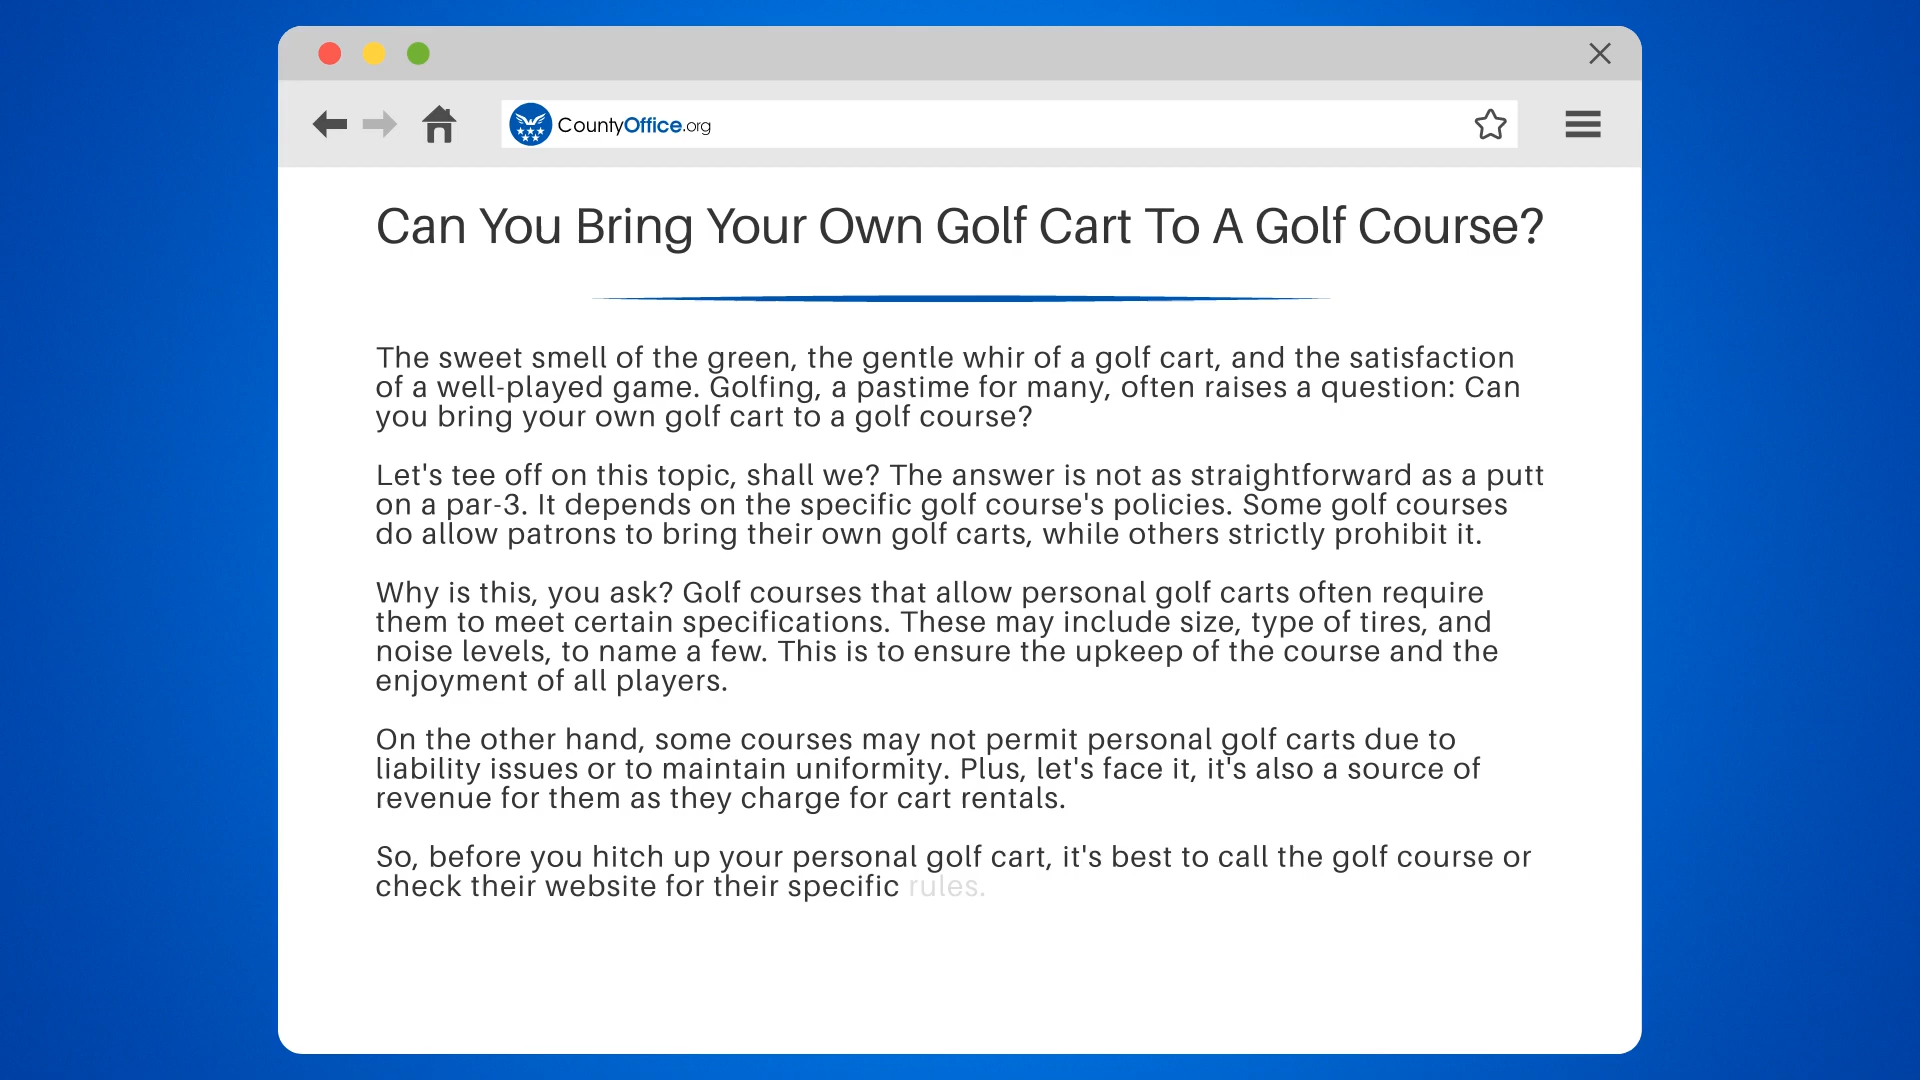 CountyOffice.org
Can You Bring Your Own Golf Cart To A Golf Course?
The sweet smell of the green, the gentle whir of a golf cart, and the satisfaction
of a well-played game. Golfing, a pastime for many, often raises a question: Can
you bring your own golf cart to a golf course?
Let's tee off on this topic, shall we? The answer is not as straightforward as a putt
on a par-3. It depends on the specific golf course's policies. Some golf courses
do allow patrons to bring their own golf carts, while others strictly prohibit it.
Why is this, you ask? Golf courses that allow personal golf carts often require
them to meet certain specifications. These may include size, type of tires, and
noise levels, to name a few. This is to ensure the upkeep of the course and the
enjoyment of all players.
On the other hand, some courses may not permit personal golf carts due to
liability issues or to maintain uniformity. Plus, let's face it, it's also a source of
revenue for them as they charge for cart rentals.
So, before you hitch up your personal golf cart, it's best to call the golf course or
check their website for their specific rules.